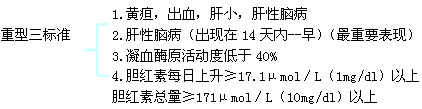 重型三标准
1.黄疸，出血，肝小，肝性脑病
2.肝性脑病（出现在14天内--早）（最重要表现）
3.凝血酶原活动度低于40%
4.胆红素每日上升≥17.1μmol／L（1mg/dl）以上
胆红素总量≥171μmol／L（10mg/dl）以上